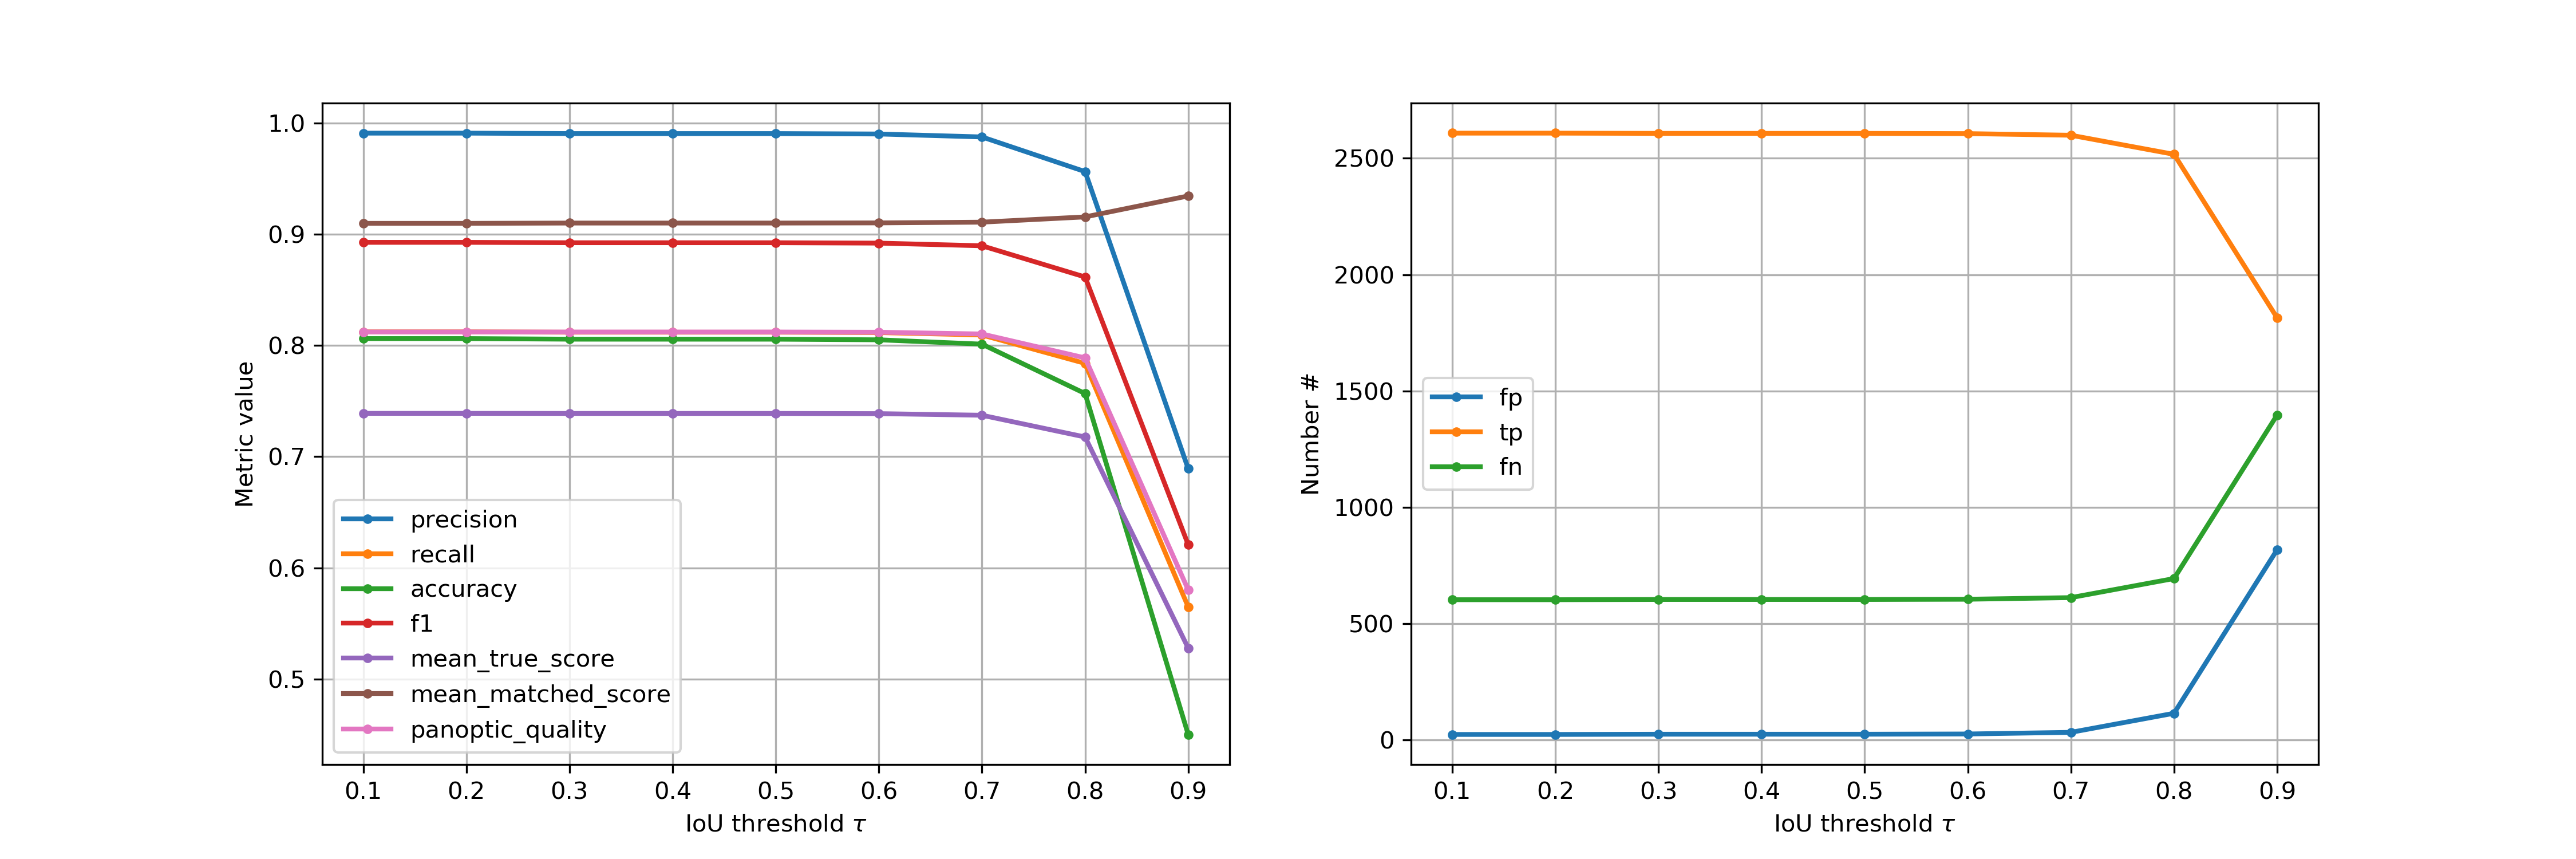 1.0
0.9
0.8
0.7
0.6
0.5
Metric value
precision
recall
accuracy
f1
mean_true_score
mean_matched_score
panoptic_quality
0.1 0.2 0.3 0.4 0.5 0.6 0.7 0.8 0.9
IoU threshold τ
2500
2000
1500
1000
500
0
Number #
fp
tp
fn
0.1 0.2 0.3 0.4 0.5 0.6 0.7 0.8 0.9
IoU threshold τ